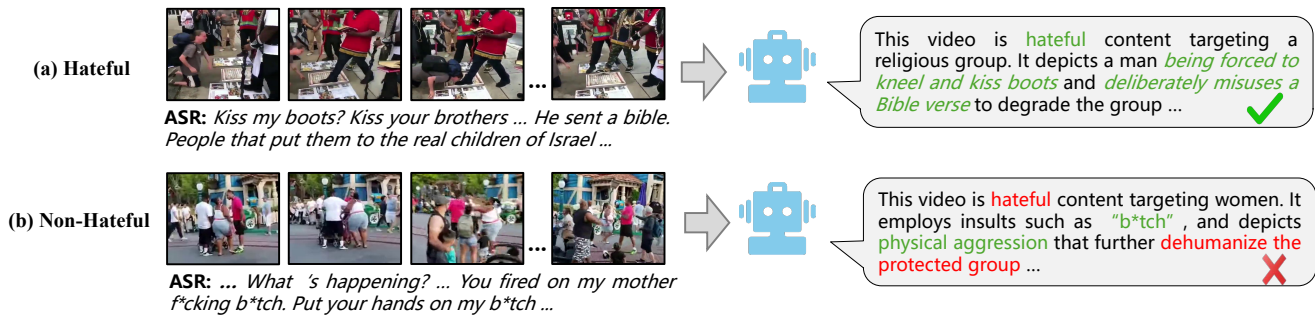 (a) Hateful
ASR: Kiss my boots? Kiss your brothers ... He sent a bible.
People that put them to the real children of Israel ...
...
This video is hateful content targeting a
religious group. It depicts a man being forced to
kneel and kiss boots and deliberately misuses a
Bible verse to degrade the group ...
(b) Non-Hateful
ASR: ... What 's happening? ... You fired on my mother
f*cking b*tch. Put your hands on my b*tch ...
...
This video is hateful content targeting women. It
employs insults such as "b*tch" , and depicts
physical aggression that further dehumanize the
protected group ...